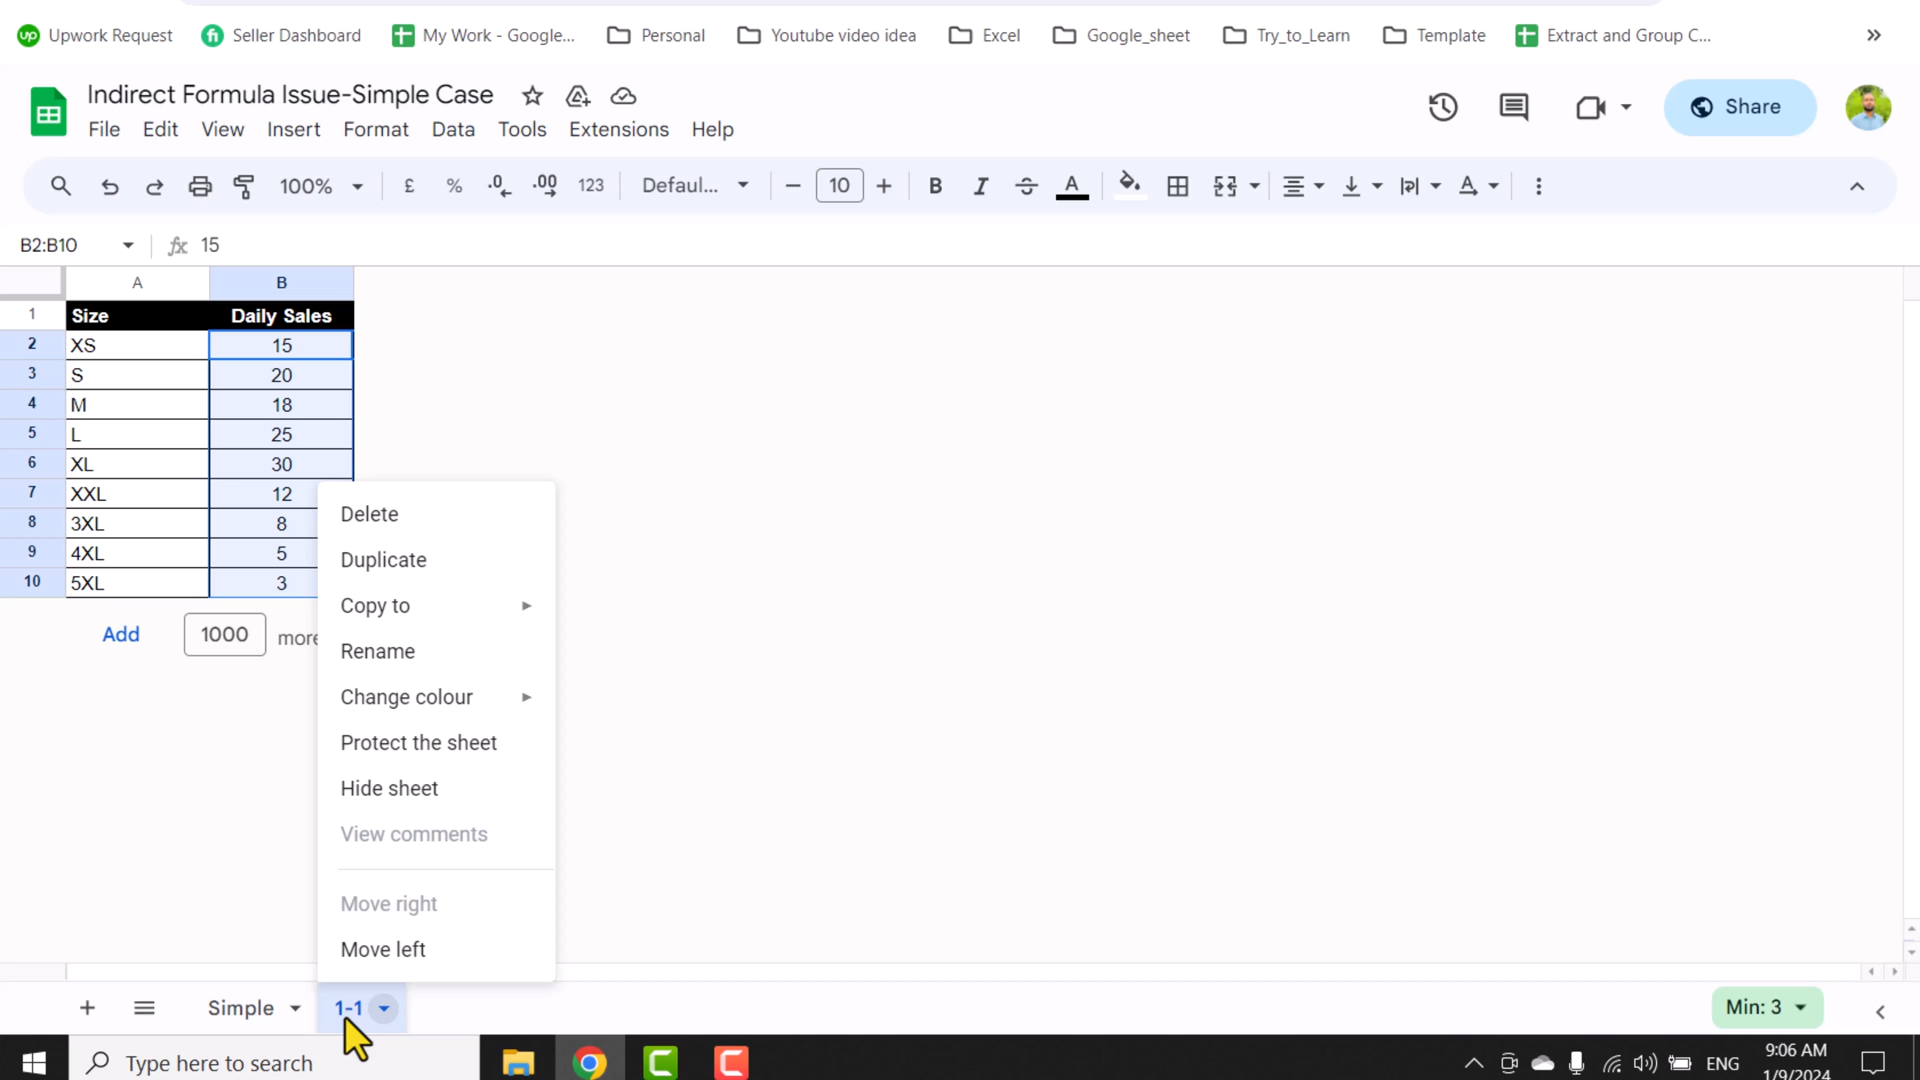 up Upwork Request fi Seller Dashboard My Work - Google... Personal Youtube video idea Excel Google_sheet Try_to_Learn Template Extract and Group C... »
Indirect Formula Issue-Simple Case
File Edit View Insert Format Data Tools Extensions Help
Share
100% £ % .0 .00 123 Defaul... − 10 + B I A
B2:B10 fx 15
A B
1 Size Daily Sales
2 XS 15
3 S 20
4 M 18
5 L 25
6 XL 30
7 XXL 12
8 3XL 8
9 4XL 5
10 5XL 3
Add 1000 more
Delete
Duplicate
Copy to
Rename
Change colour
Protect the sheet
Hide sheet
View comments
Move right
Move left
+ Simple 1-1 Min: 3
Type here to search
ENG
9:06 AM
1/9/2024